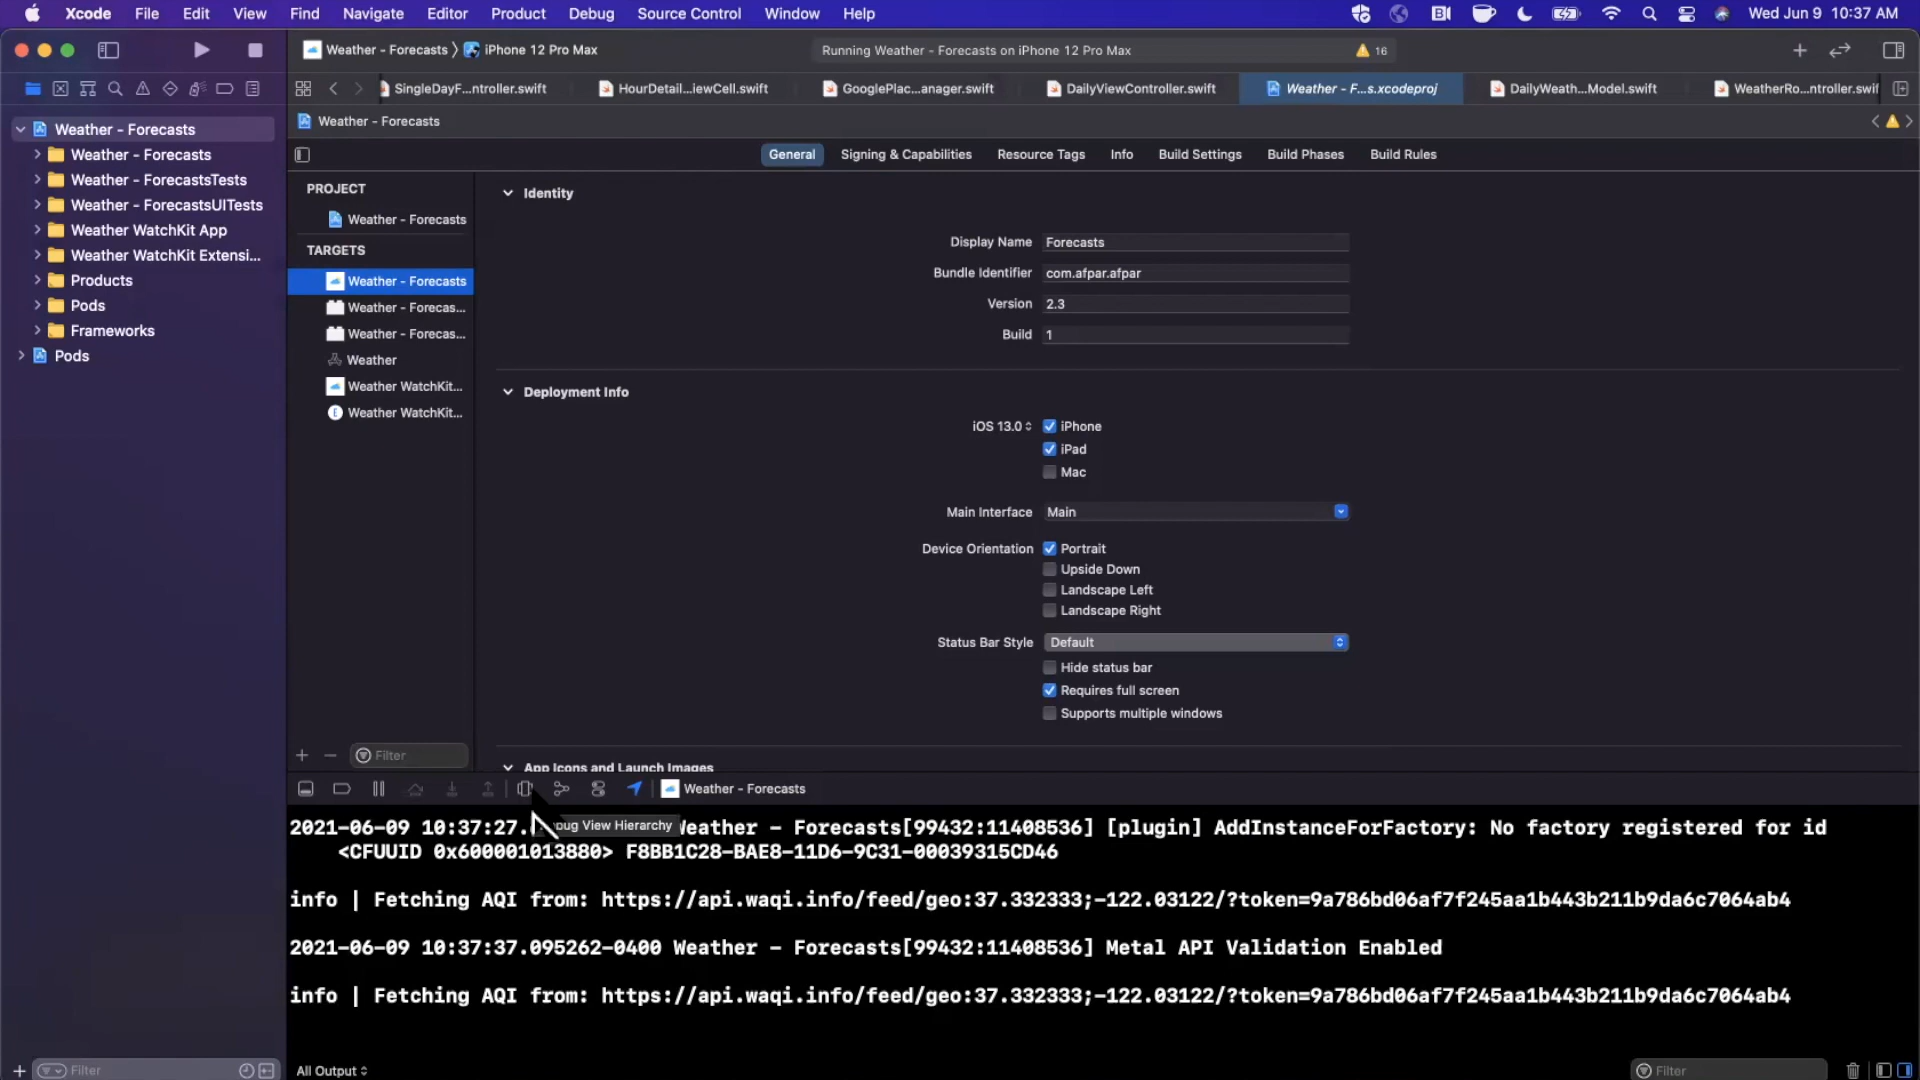 Xcode File Edit View Find Navigate Editor Product Debug Source Control Window Help Wed Jun 9 10:37 AM
Weather - Forecasts iPhone 12 Pro Max Running Weather - Forecasts on iPhone 12 Pro Max 16
SingleDayF...ntroller.swift HourDetail...iewCell.swift GooglePlac...anager.swift DailyViewController.swift Weather - F...s.xcodeproj DailyWeath...Model.swift WeatherRo...ntroller.swif
Weather - Forecasts
Weather - Forecasts
Weather - ForecastsTests
Weather - ForecastsUITests
Weather WatchKit App
Weather WatchKit Extensi...
Products
Pods
Frameworks
Pods
Filter
Weather - Forecasts
General Signing & Capabilities Resource Tags Info Build Settings Build Phases Build Rules
PROJECT
Weather - Forecasts
TARGETS
Weather - Forecasts
Weather - Forecas...
Weather - Forecas...
Weather
Weather WatchKit...
Weather WatchKit...
Filter
Identity
Display Name Forecasts
Bundle Identifier com.afpar.afpar
Version 2.3
Build 1
Deployment Info
iOS 13.0 iPhone
iPad
Mac
Main Interface Main
Device Orientation Portrait
Upside Down
Landscape Left
Landscape Right
Status Bar Style Default
Hide status bar
Requires full screen
Supports multiple windows
App Icons and Launch Images
Weather - Forecasts
bug View Hierarchy
2021-06-09 10:37:27. Weather - Forecasts[99432:11408536] [plugin] AddInstanceForFactory: No factory registered for id
<CFUUID 0x600001013880> F8BB1C28-BAE8-11D6-9C31-00039315CD46
info | Fetching AQI from: https://api.waqi.info/feed/geo:37.332333;-122.03122/?token=9a786bd06af7f245aa1b443b211b9da6c7064ab4
2021-06-09 10:37:37.095262-0400 Weather - Forecasts[99432:11408536] Metal API Validation Enabled
info | Fetching AQI from: https://api.waqi.info/feed/geo:37.332333;-122.03122/?token=9a786bd06af7f245aa1b443b211b9da6c7064ab4
All Output Filter